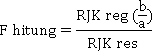 F hitung = RJK reg (b/a) / RJK res